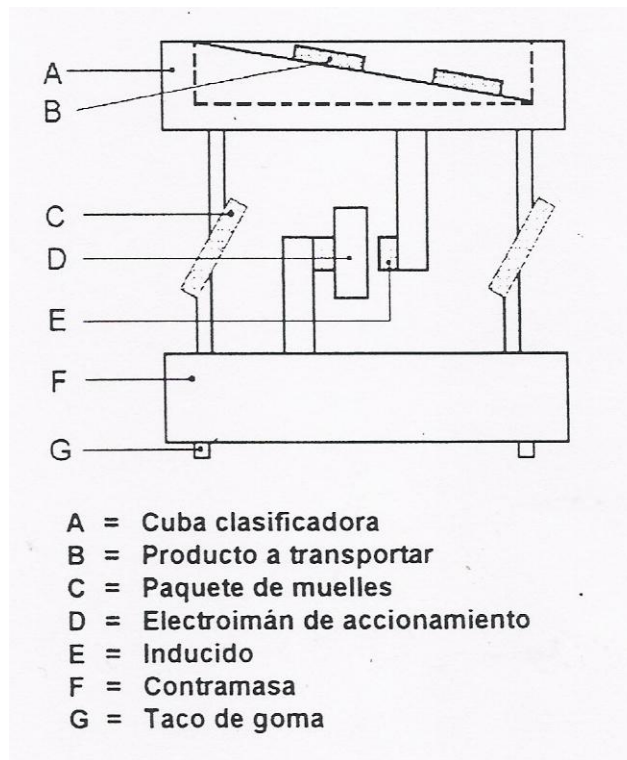 A
B
C
D
E
F
G
A = Cuba clasificadora
B = Producto a transportar
C = Paquete de muelles
D = Electroimán de accionamiento
E = Inducido
F = Contramasa
G = Taco de goma